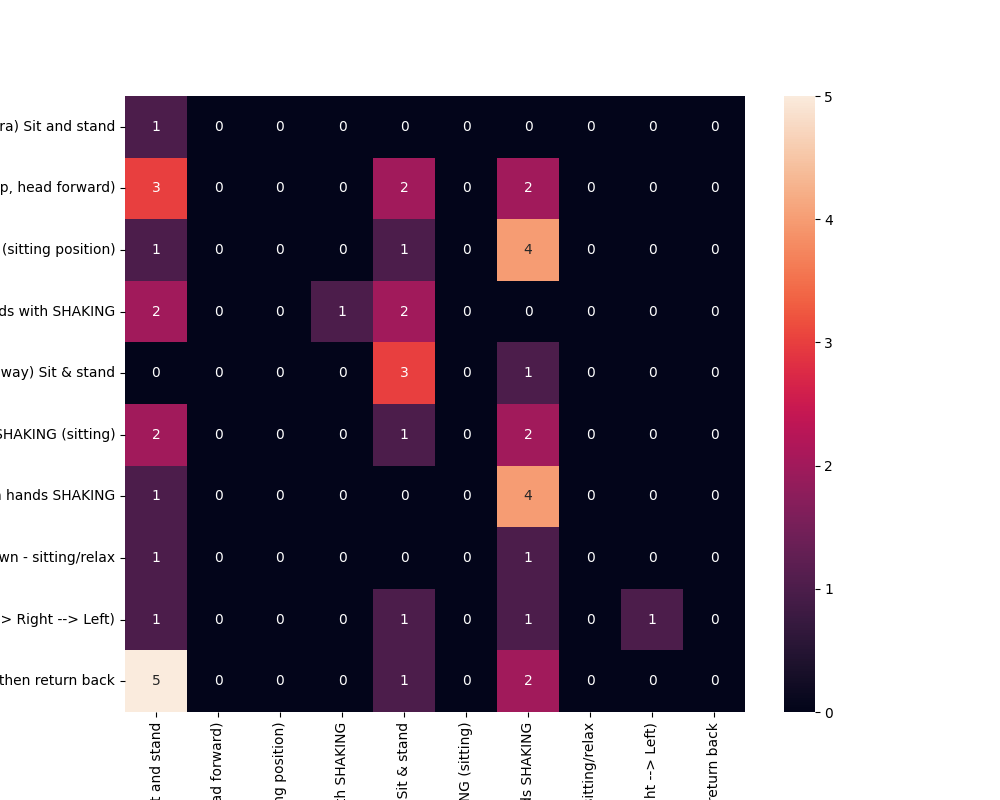 ra) Sit and stand 1 0 0 0 0 0 0 0 0 0
p, head forward) 3 0 0 0 2 0 2 0 0 0
(sitting position) 1 0 0 0 1 0 4 0 0 0
ds with SHAKING 2 0 0 1 2 0 0 0 0 0
way) Sit & stand 0 0 0 0 3 0 1 0 0 0
SHAKING (sitting) 2 0 0 0 1 0 2 0 0 0
hands SHAKING 1 0 0 0 0 0 4 0 0 0
wn - sitting/relax 1 0 0 0 0 0 1 0 0 0
> Right --> Left) 1 0 0 0 1 0 1 0 1 0
then return back 5 0 0 0 1 0 2 0 0 0
t and stand
ad forward)
ng position)
th SHAKING
Sit & stand
NG (sitting)
ds SHAKING
sitting/relax
ht --> Left)
return back
5
4
3
2
1
0